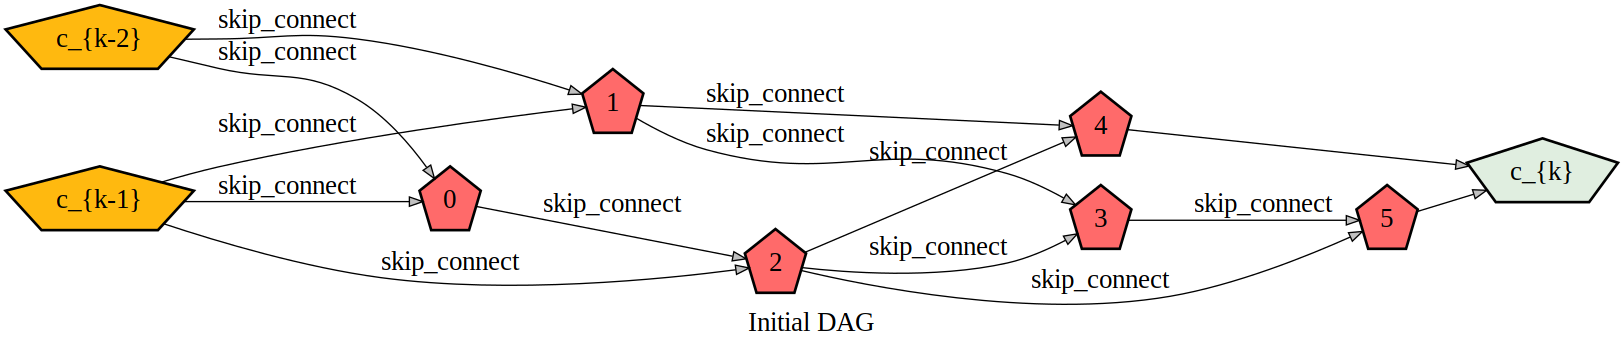 skip_connect
c_{k-2}
skip_connect
skip_connect
1
skip_connect
4
skip_connect
skip_connect
c_{k}
c_{k-1}
skip_connect
0
skip_connect
3
skip_connect
5
skip_connect
2
skip_connect
skip_connect
Initial DAG